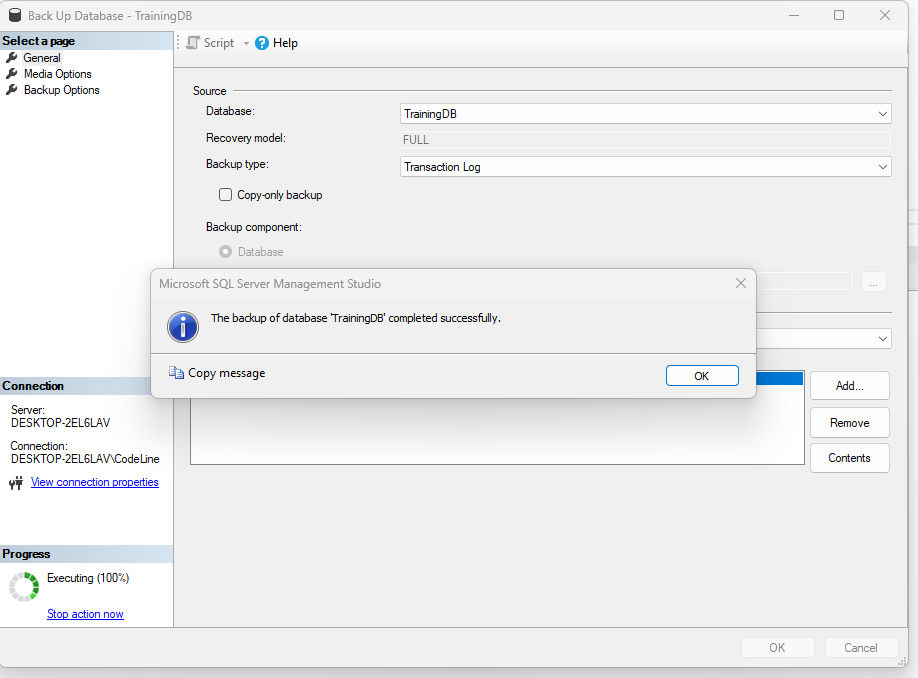 Back Up Database - TrainingDB
Select a page
General
Media Options
Backup Options
Script
Help
Source
Database:
TrainingDB
Recovery model:
FULL
Backup type:
Transaction Log
Copy-only backup
Backup component:
Database
...
Microsoft SQL Server Management Studio
The backup of database 'TrainingDB' completed successfully.
Copy message
OK
Add...
Remove
Contents
Connection
Server:
DESKTOP-2EL6LAV
Connection:
DESKTOP-2EL6LAV\CodeLine
View connection properties
Progress
Executing (100%)
Stop action now
OK
Cancel